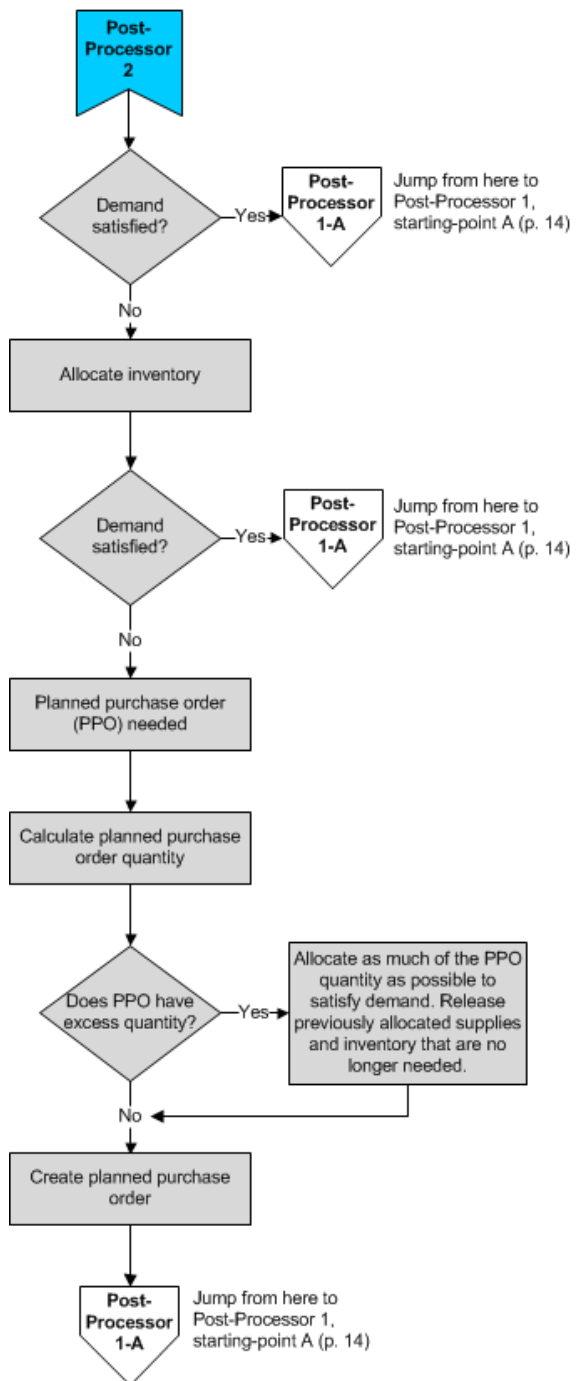 Post-
Processor
2
Demand
satisfied?
Yes
Post-
Processor
1-A
Jump from here to
Post-Processor 1,
starting-point A (p. 14)
No
Allocate inventory
Demand
satisfied?
Yes
Post-
Processor
1-A
Jump from here to
Post-Processor 1,
starting-point A (p. 14)
No
Planned purchase order
(PPO) needed
Calculate planned purchase
order quantity
Does PPO have
excess quantity?
Yes
Allocate as much of the PPO
quantity as possible to
satisfy demand. Release
previously allocated supplies
and inventory that are no
longer needed.
No
Create planned purchase
order
Post-
Processor
1-A
Jump from here to
Post-Processor 1,
starting-point A (p. 14)